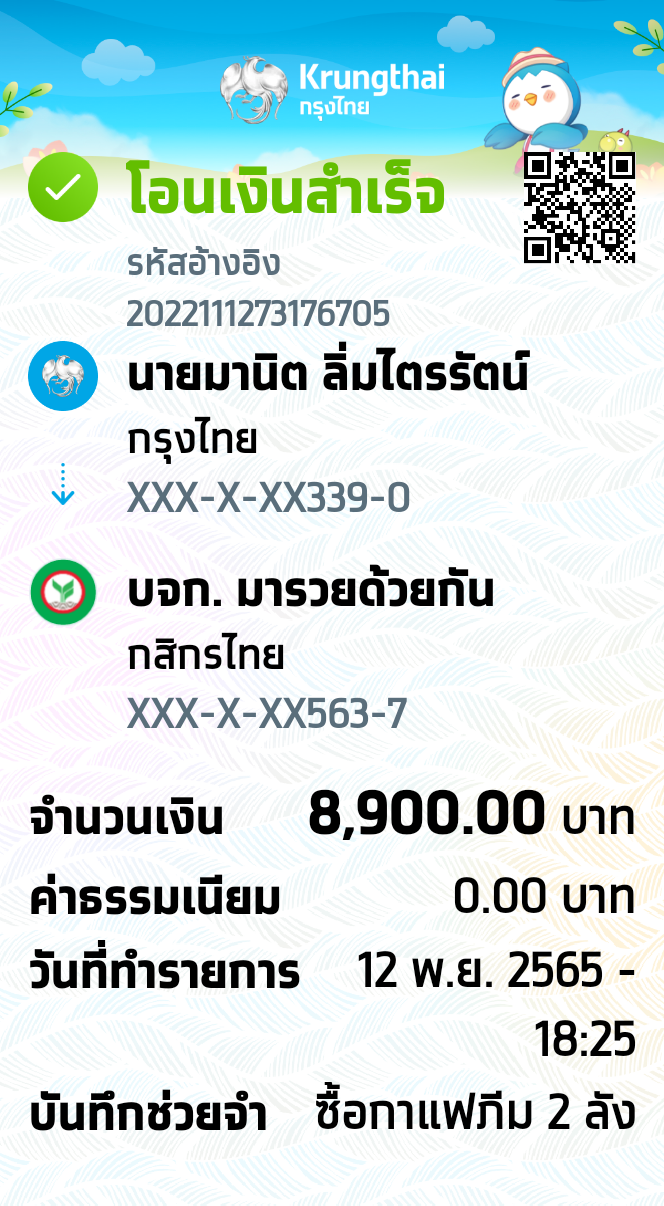 Krungthai
กรุงไทย
โอนเงินสำเร็จ
รหัสอ้างอิง
2022111273176705
นายมานิต ลิ่มไตรรัตน์
กรุงไทย
XXX-X-XX339-0
บจก. มารวยด้วยกัน
กสิกรไทย
XXX-X-XX563-7
จำนวนเงิน 8,900.00 บาท
ค่าธรรมเนียม 0.00 บาท
วันที่ทำรายการ 12 พ.ย. 2565 -
18:25
บันทึกช่วยจำ ซื้อกาแฟภีม 2 ลัง